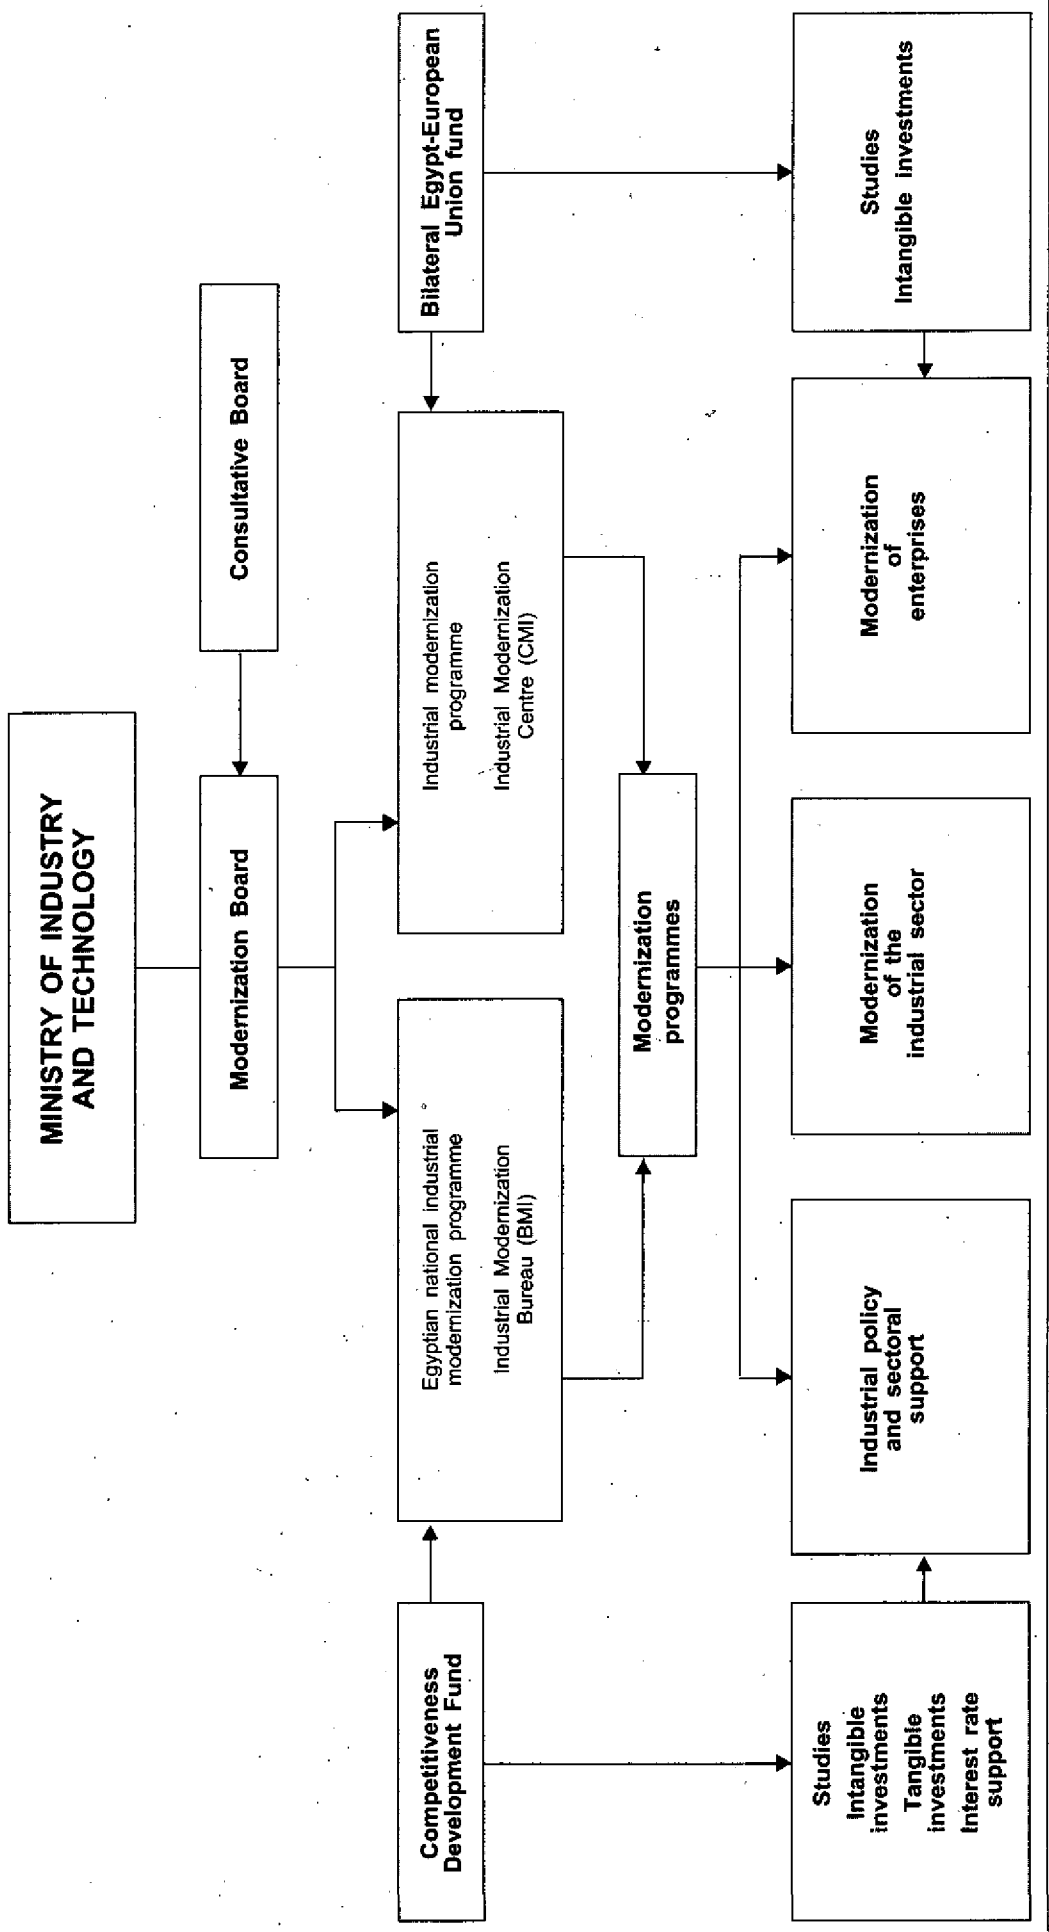 MINISTRY OF INDUSTRY
AND TECHNOLOGY
Modernization Board
Consultative Board
Competitiveness
Development Fund
Egyptian national industrial
modernization programme
Industrial Modernization
Bureau (BMI)
Industrial modernization
programme
Industrial Modernization
Centre (CMI)
Bilateral Egypt-European
Union fund
Modernization
programmes
Studies
Intangible
investments
Tangible
investments
Interest rate
support
Industrial policy
and sectoral
support
Modernization
of the
industrial sector
Modernization
of
enterprises
Studies
Intangible investments